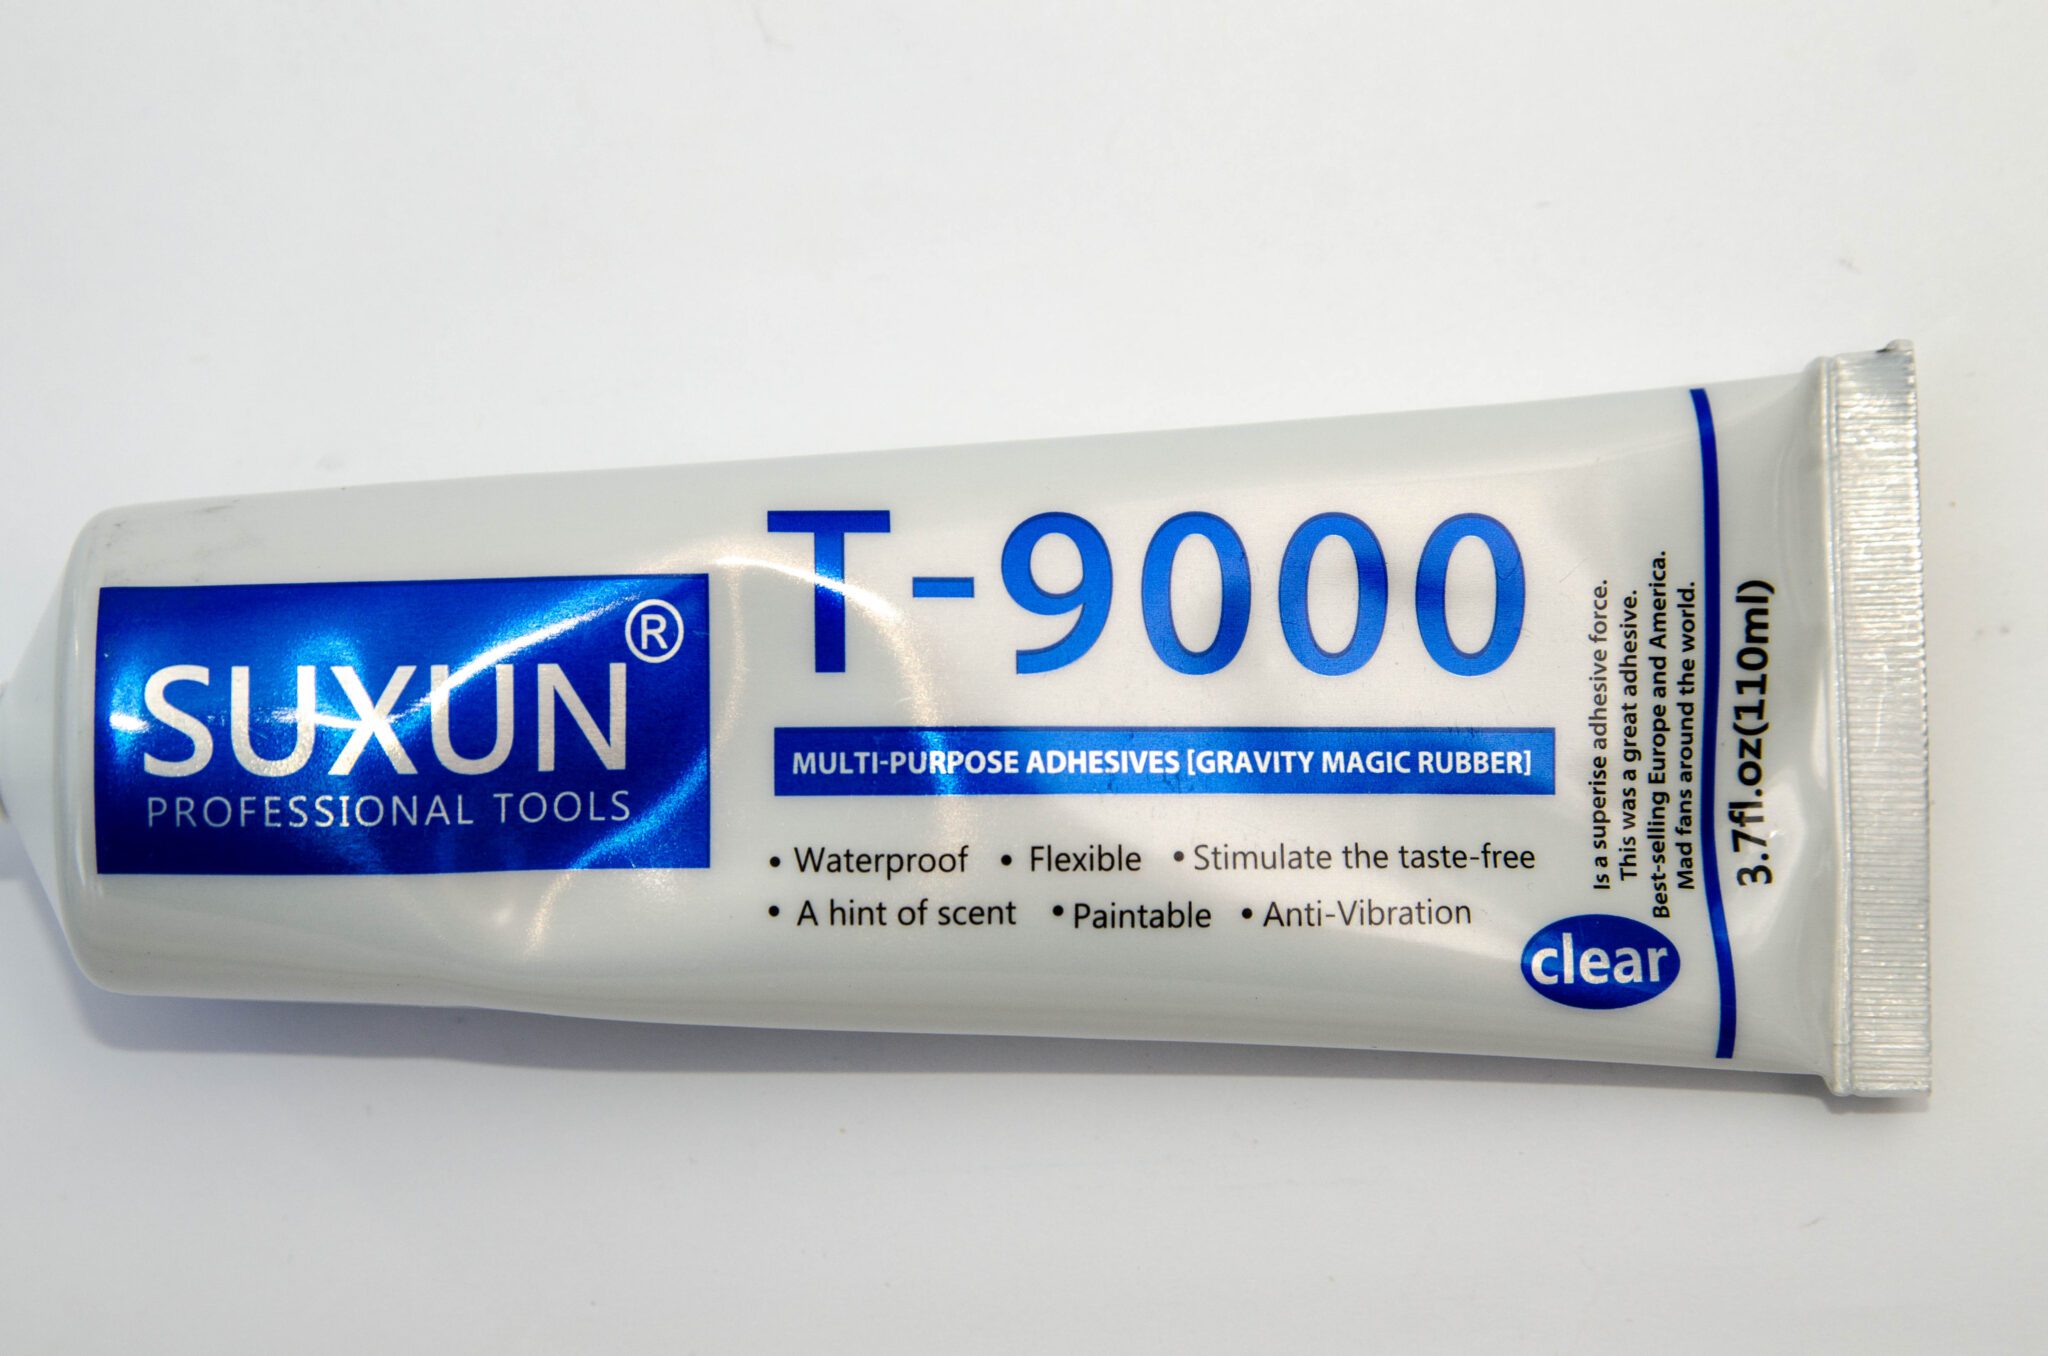 SUXUN®
PROFESSIONAL TOOLS
T-9000
MULTI-PURPOSE ADHESIVES [GRAVITY MAGIC RUBBER]
• Waterproof • Flexible • Stimulate the taste-free
• A hint of scent • Paintable • Anti-Vibration
clear
Is a superise adhesive force.
This was a great adhesive.
Best-selling Europe and America.
Mad fans around the world.
3.7fl.oz(110ml)